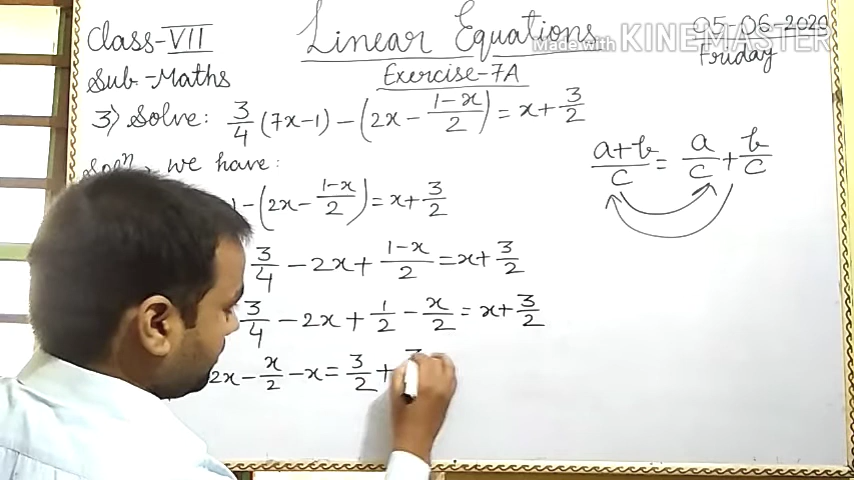 Class-VII Linear Equations 05-06-2020
Made with KINEMASTER
Sub.-Maths Exercise-7A Friday
3) Solve: 3/4 (7x-1) - (2x - (1-x)/2) = x + 3/2
Solⁿ, we have:
(a+b)/c = a/c + b/c
- (2x - (1-x)/2) = x + 3/2
3/4 - 2x + (1-x)/2 = x + 3/2
3/4 - 2x + 1/2 - x/2 = x + 3/2
2x - x/2 - x = 3/2 +